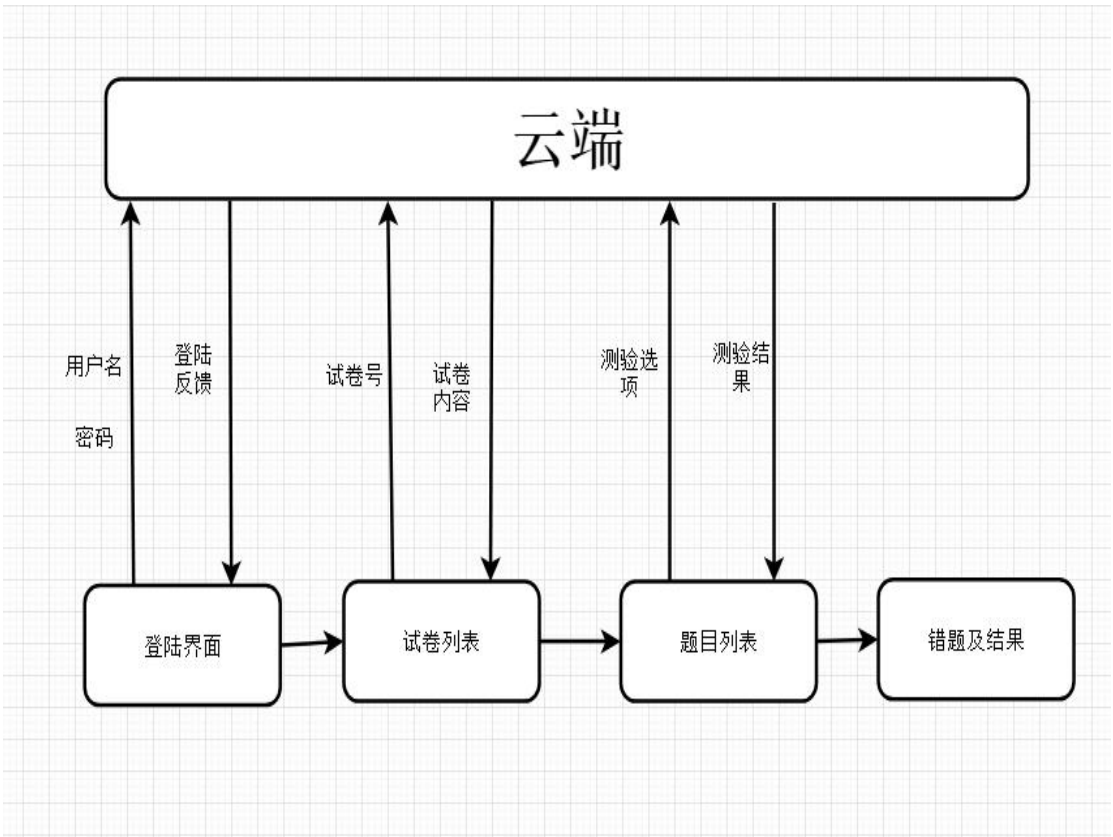 云端
用户名
密码
登陆
反馈
试卷号
试卷
内容
测验选
项
测验结
果
登陆界面
试卷列表
题目列表
错题及结果